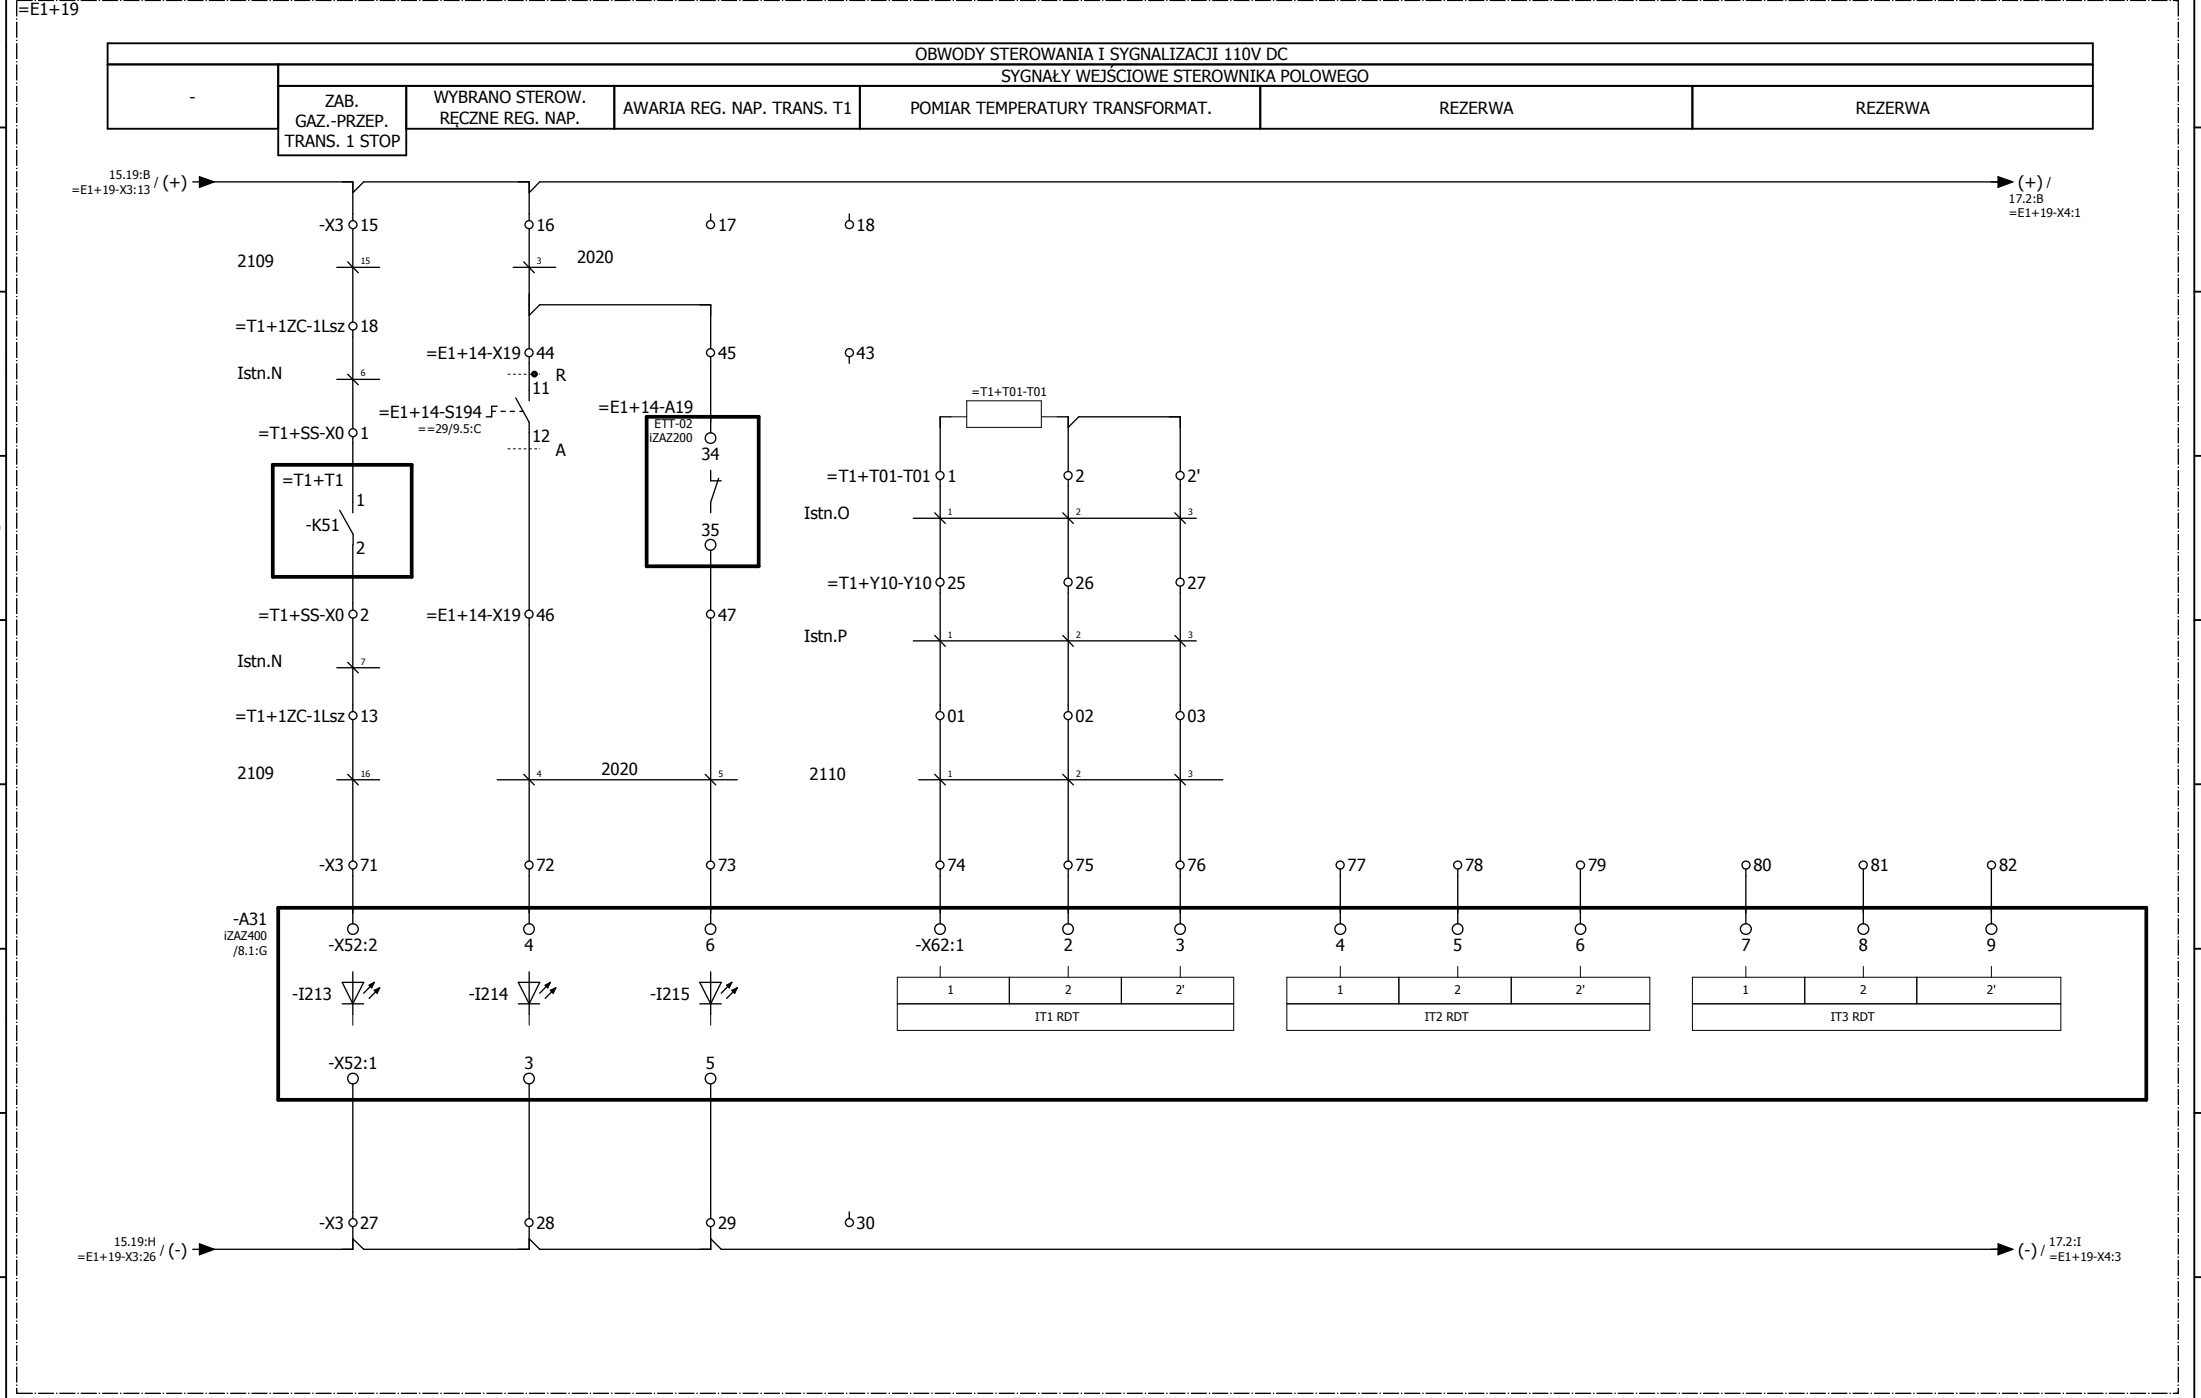 =E1+19
OBWODY STEROWANIA I SYGNALIZACJI 110V DC
SYGNAŁY WEJŚCIOWE STEROWNIKA POLOWEGO
-
ZAB.
GAZ.-PRZEP.
TRANS. 1 STOP
WYBRANO STEROW.
RĘCZNE REG. NAP.
AWARIA REG. NAP. TRANS. T1
POMIAR TEMPERATURY TRANSFORMAT.
REZERWA
REZERWA
15.19:B
=E1+19-X3:13
/ (+)
(+) /
17.2:B
=E1+19-X4:1
-X3 15
16
17
18
2109
15
3
2020
=T1+1ZC-1Lsz 18
=E1+14-X19 44
45
43
Istn.N
6
R
11
=E1+14-S194
==29/9.5:C
12
A
=E1+14-A19
ETT-02
iZAZ200
34
35
=T1+T01-T01
=T1+SS-X0 1
=T1+T1
1
-K51
2
=T1+T01-T01 1
2
2'
Istn.O
1
2
3
=T1+Y10-Y10 25
26
27
=T1+SS-X0 2
=E1+14-X19 46
47
Istn.P
1
2
3
Istn.N
7
=T1+1ZC-1Lsz 13
01
02
03
2109
16
4
2020
5
2110
1
2
3
-X3 71
72
73
74
75
76
77
78
79
80
81
82
-A31
iZAZ400
/8.1:G
-X52:2
4
6
-X62:1
2
3
4
5
6
7
8
9
-I213
-I214
-I215
1
2
2'
IT1 RDT
1
2
2'
IT2 RDT
1
2
2'
IT3 RDT
-X52:1
3
5
-X3 27
28
29
30
15.19:H
=E1+19-X3:26
/ (-)
(-) /
17.2:I
=E1+19-X4:3